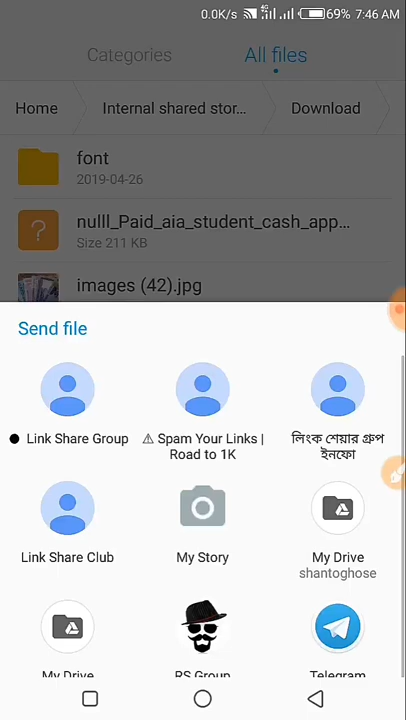 0.0K/s 4G 69% 7:46 AM
Categories All files
Home Internal shared stor... Download
font
2019-04-26
nulll_Paid_aia_student_cash_app...
Size 211 KB
images (42).jpg
Send file
Link Share Group
⚠ Spam Your Links |
Road to 1K
লিংক শেয়ার গ্রুপ
ইনফো
Link Share Club
My Story
My Drive
shantoghose
My Drive
RS Group
Telegram